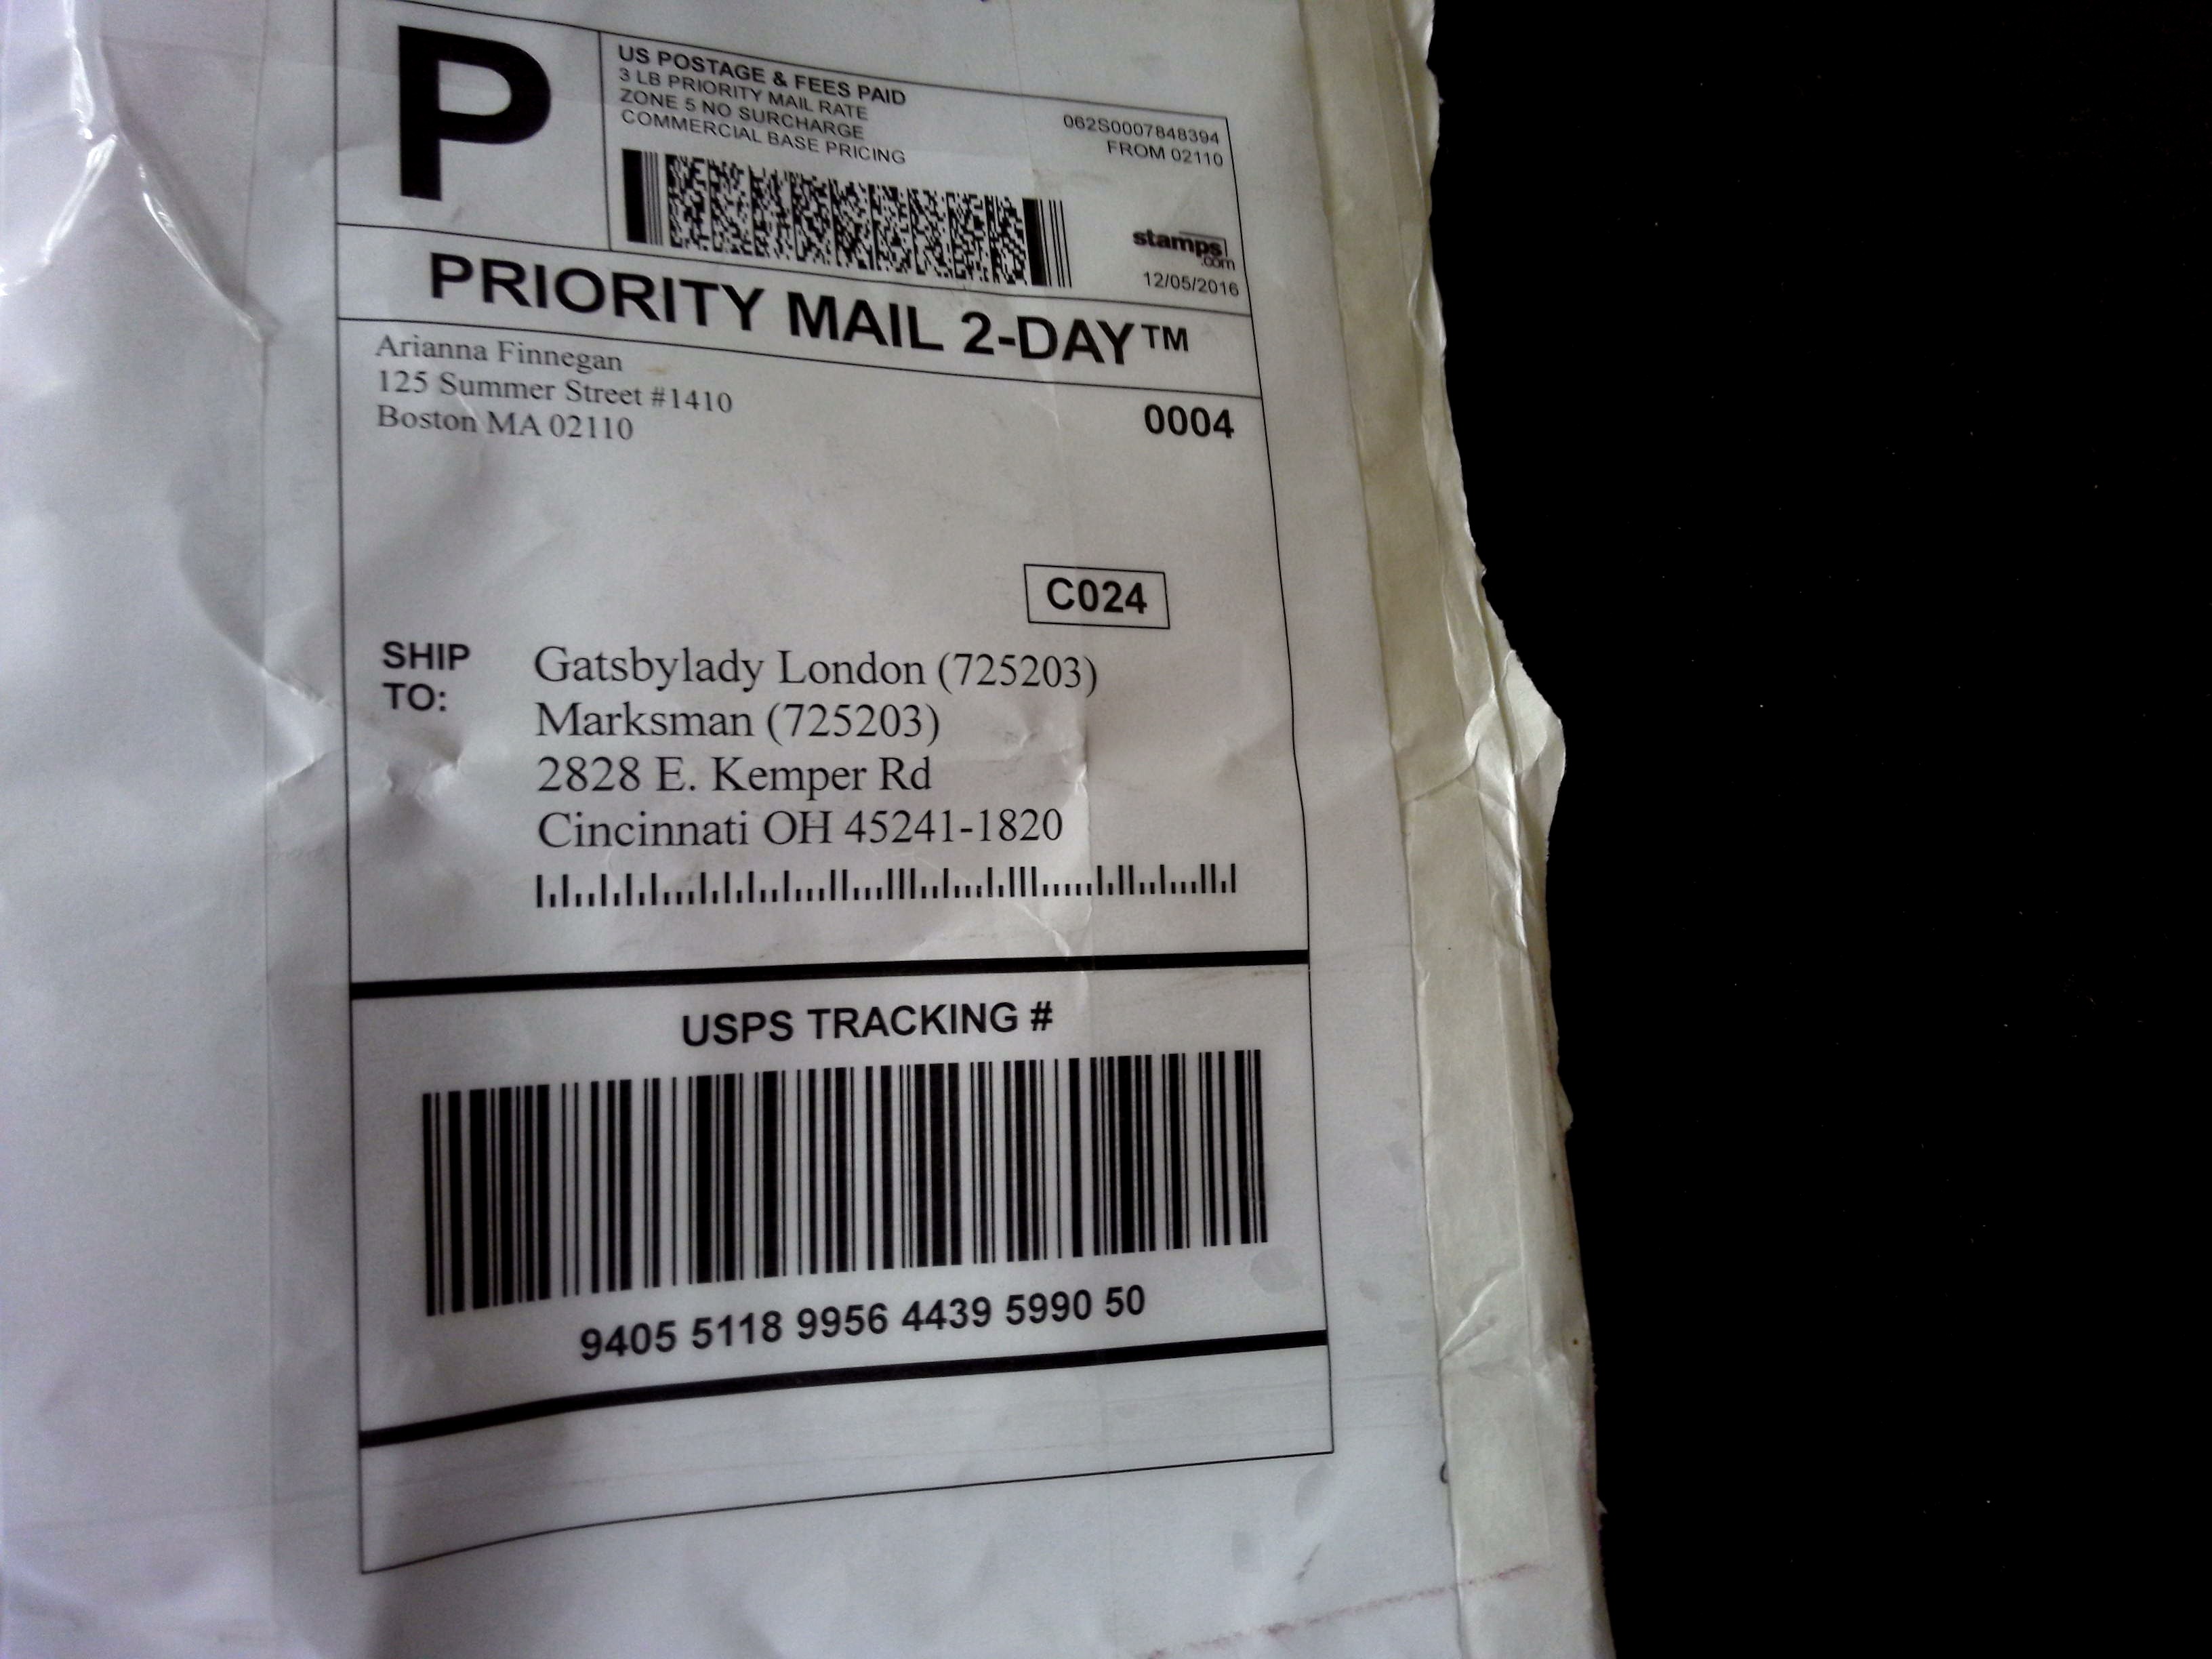 P
US POSTAGE & FEES PAID
3 LB PRIORITY MAIL RATE
ZONE 5 NO SURCHARGE
COMMERCIAL BASE PRICING
062S0007848394
FROM 02110
stamps
.com
12/05/2016
PRIORITY MAIL 2-DAY™
Arianna Finnegan
125 Summer Street #1410
Boston MA 02110
0004
C024
SHIP
TO:
Gatsbylady London (725203)
Marksman (725203)
2828 E. Kemper Rd
Cincinnati OH 45241-1820
USPS TRACKING #
9405 5118 9956 4439 5990 50